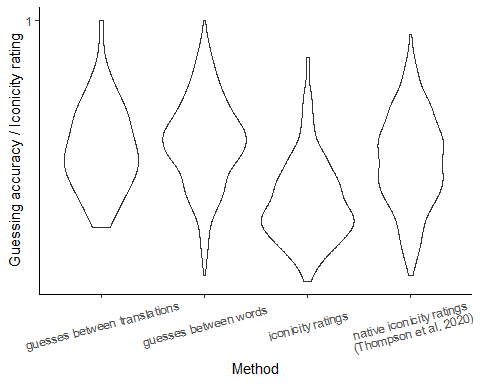 Guessing accuracy / Iconicity rating
1
guesses between translations
guesses between words
iconicity ratings
native iconicity ratings
(Thompson et al. 2020)
Method